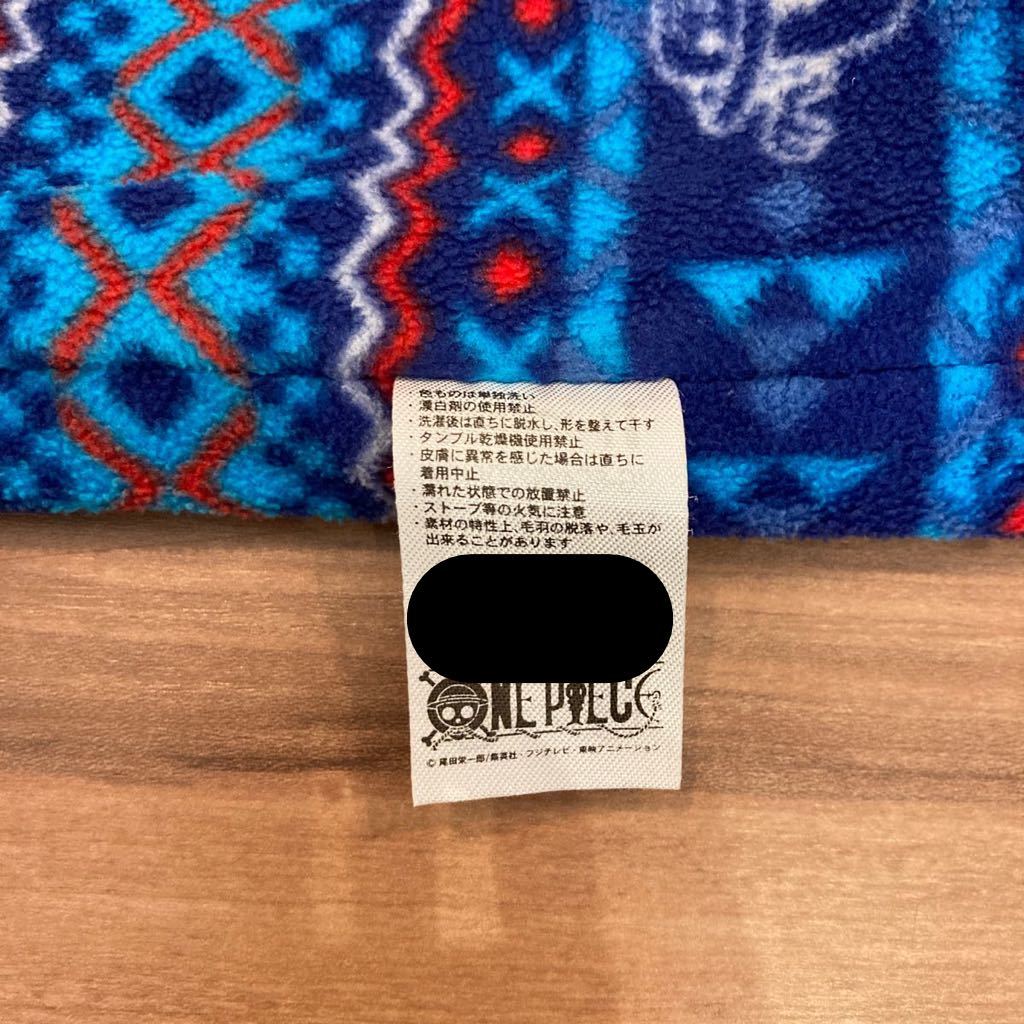 色ものは単独洗い
・漂白剤の使用禁止
・洗濯後は直ちに脱水し、形を整えて干す
・タンブル乾燥機使用禁止
・皮膚に異常を感じた場合は直ちに
着用中止
・濡れた状態での放置禁止
・ストーブ等の火気に注意
・素材の特性上、毛羽の脱落や、毛玉が
出来ることがあります
ONE PIECE
© 尾田栄一郎/集英社・フジテレビ・東映アニメーション